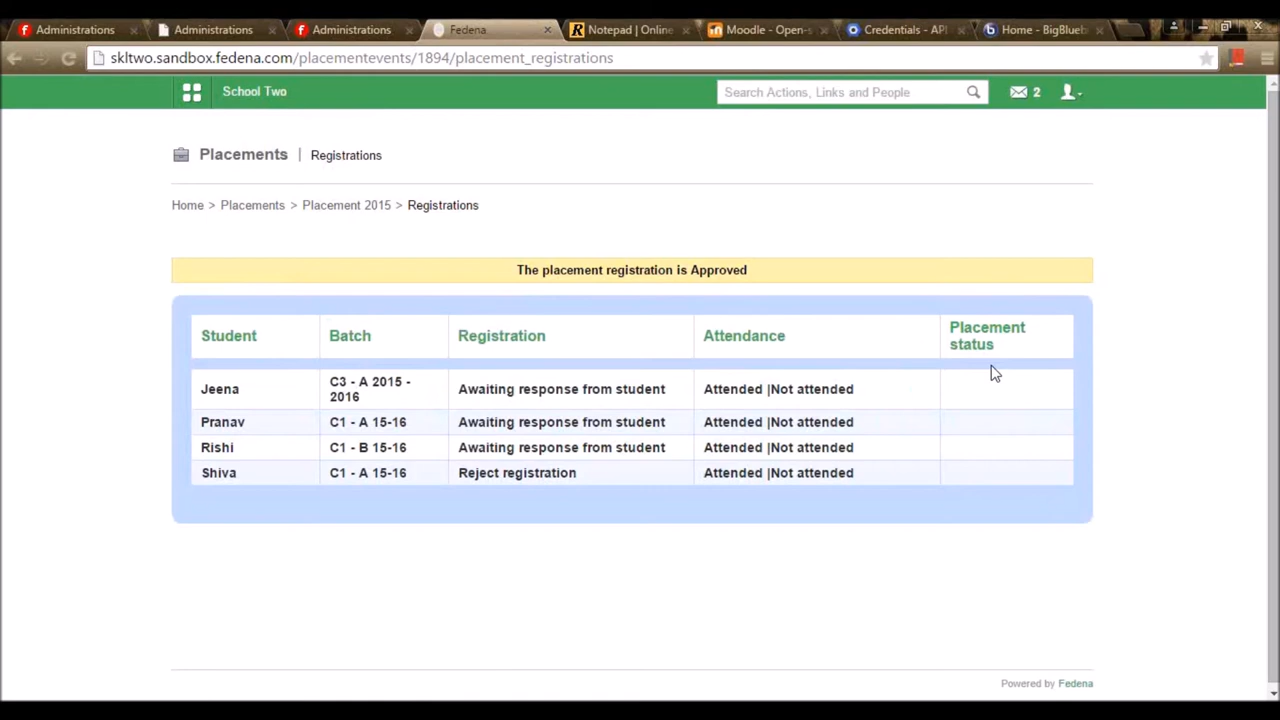 Administrations
Administrations
Administrations
Fedena
Notepad | Online
Moodle - Open-s
Credentials - API
Home - BigBlueb
skltwo.sandbox.fedena.com/placementevents/1894/placement_registrations
School Two
Search Actions, Links and People
2
Placements | Registrations
Home > Placements > Placement 2015 > Registrations
The placement registration is Approved
Student Batch Registration Attendance Placement status
Jeena C3 - A 2015 - 2016 Awaiting response from student Attended |Not attended
Pranav C1 - A 15-16 Awaiting response from student Attended |Not attended
Rishi C1 - B 15-16 Awaiting response from student Attended |Not attended
Shiva C1 - A 15-16 Reject registration Attended |Not attended
Powered by Fedena